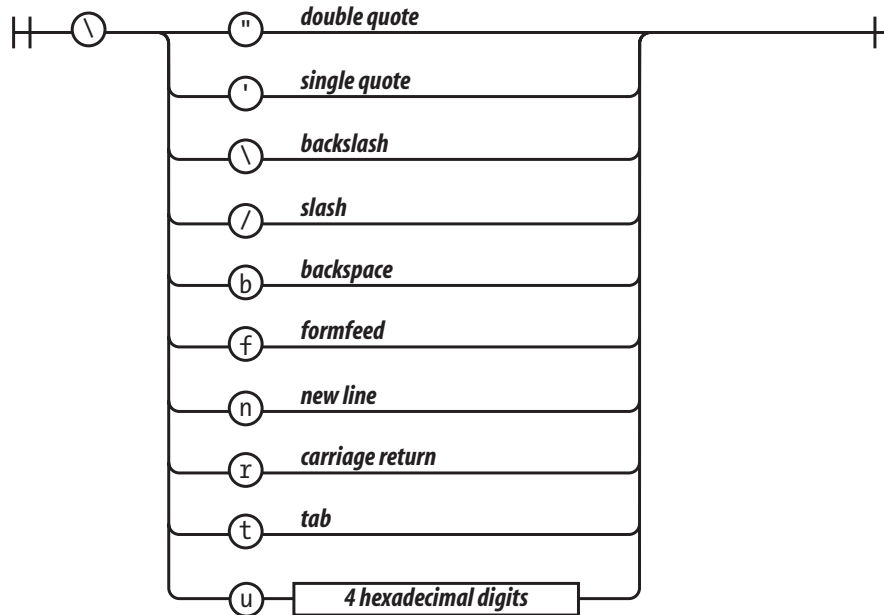 \
" double quote
' single quote
\ backslash
/ slash
b backspace
f formfeed
n new line
r carriage return
t tab
u 4 hexadecimal digits